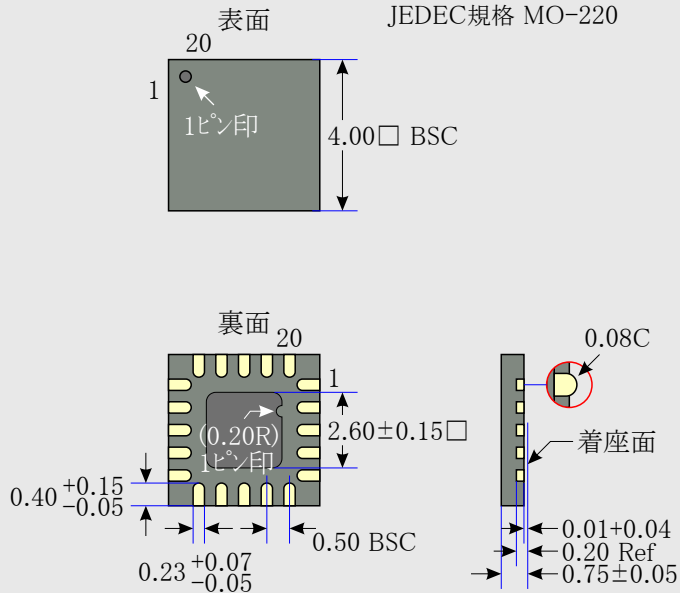 表面
JEDEC規格 MO-220
20
1
1ピン印
4.00□ BSC
裏面
20
1
(0.20R)
1ピン印
2.60±0.15□
0.40 +0.15
-0.05
0.23 +0.07
-0.05
0.50 BSC
0.08C
着座面
0.01+0.04
0.20 Ref
0.75±0.05